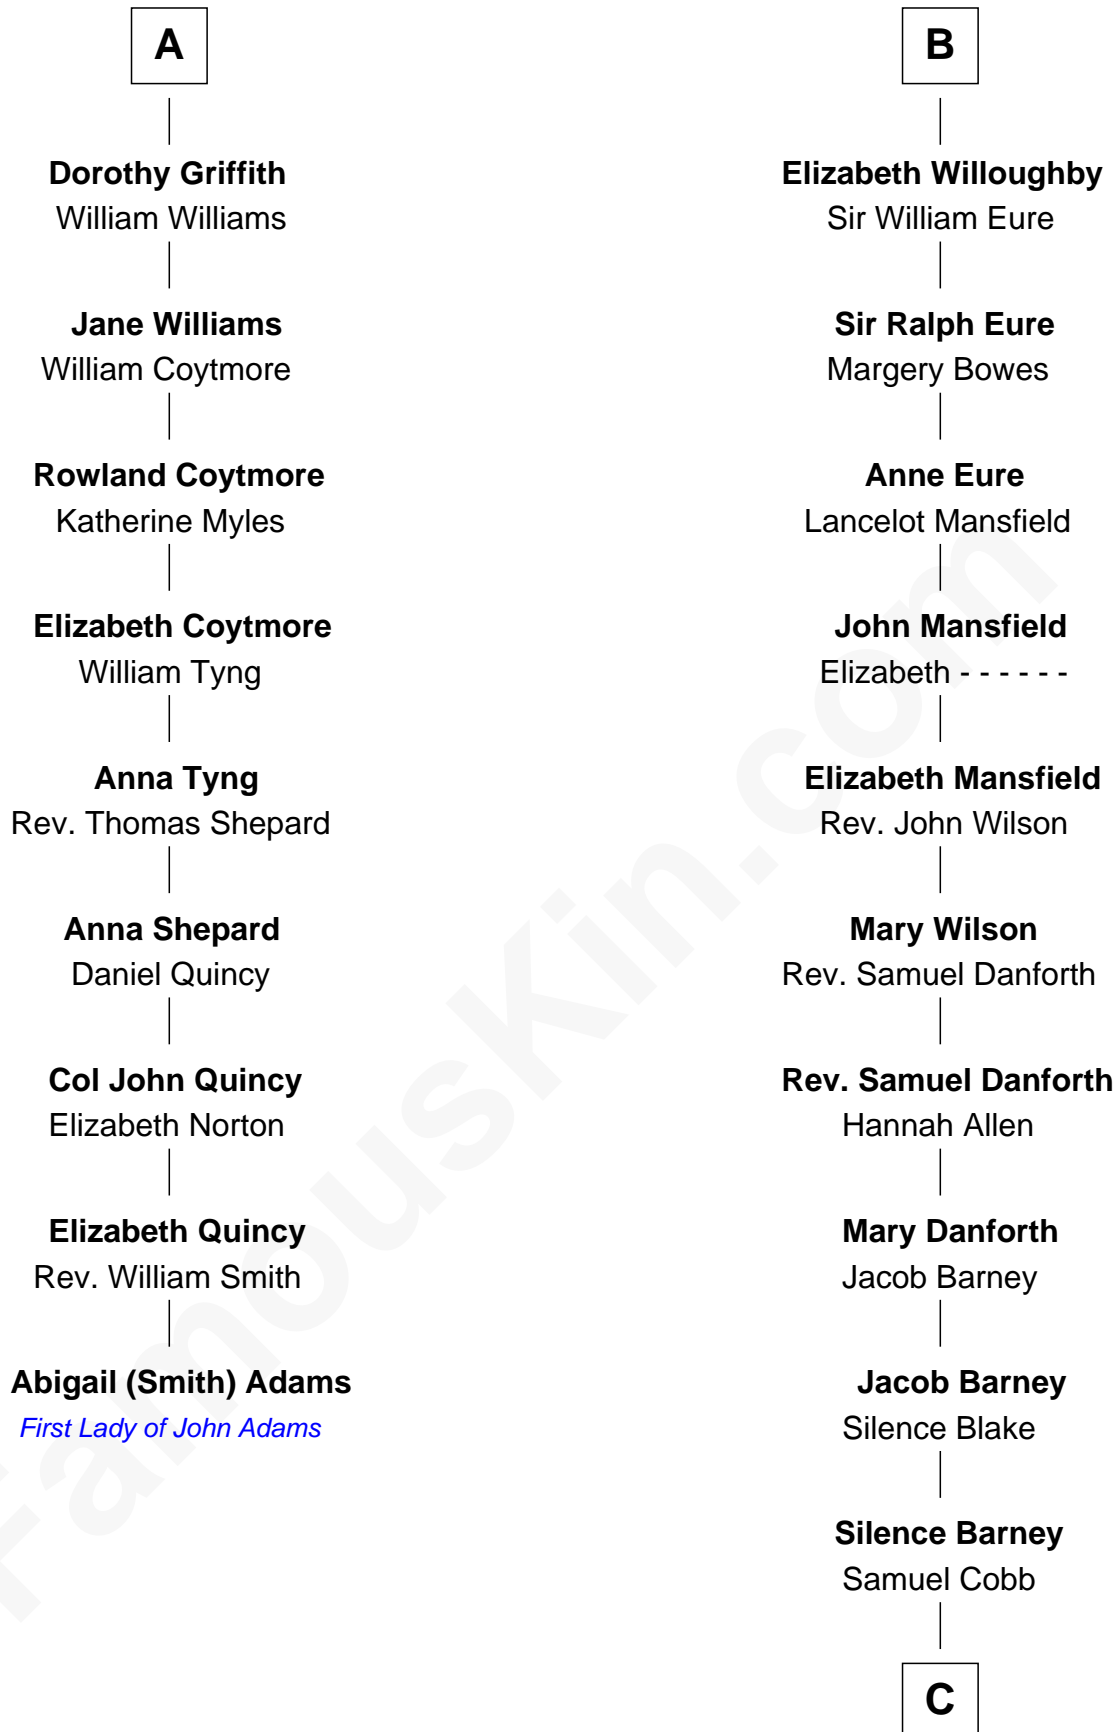 A
Dorothy Griffith
William Williams
Jane Williams
William Coytmore
Rowland Coytmore
Katherine Myles
Elizabeth Coytmore
William Tyng
Anna Tyng
Rev. Thomas Shepard
Anna Shepard
Daniel Quincy
Col John Quincy
Elizabeth Norton
Elizabeth Quincy
Rev. William Smith
Abigail (Smith) Adams
First Lady of John Adams
B
Elizabeth Willoughby
Sir William Eure
Sir Ralph Eure
Margery Bowes
Anne Eure
Lancelot Mansfield
John Mansfield
Elizabeth - - - - - -
Elizabeth Mansfield
Rev. John Wilson
Mary Wilson
Rev. Samuel Danforth
Rev. Samuel Danforth
Hannah Allen
Mary Danforth
Jacob Barney
Jacob Barney
Silence Blake
Silence Barney
Samuel Cobb
C
FamousKin.com